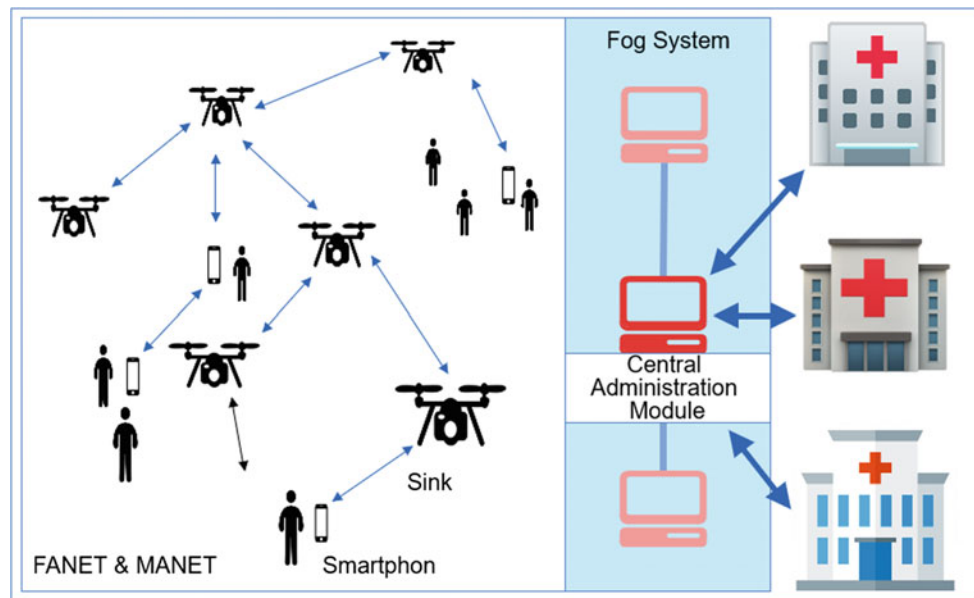 Fog System
Central
Administration
Module
Sink
Smartphon
FANET & MANET